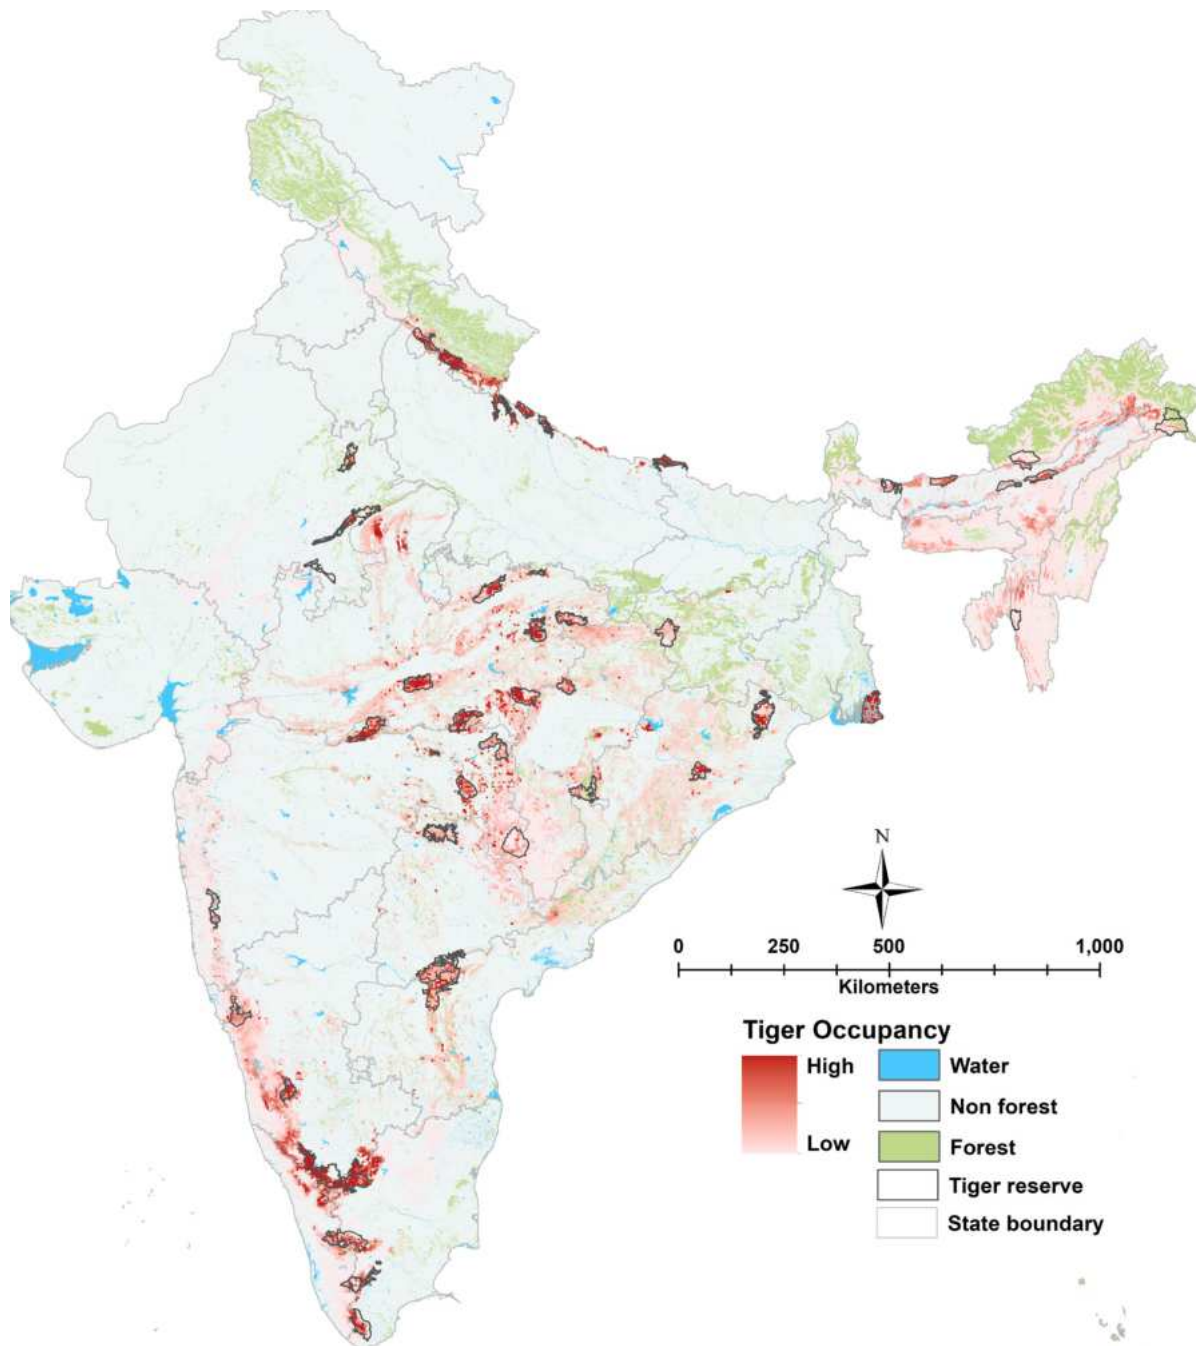 N
0 250 500 1,000
Kilometers
Tiger Occupancy
High
Low
Water
Non forest
Forest
Tiger reserve
State boundary